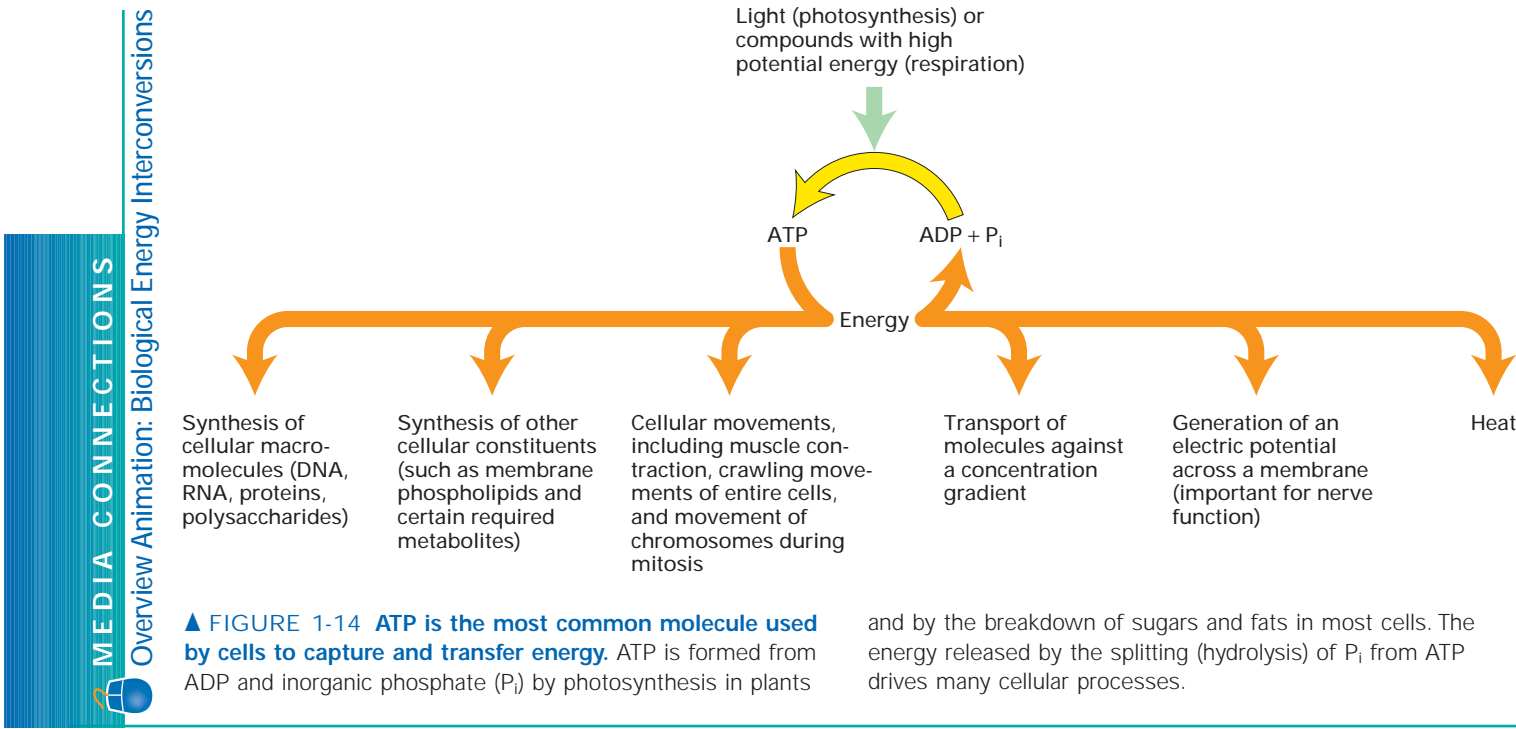 MEDIA CONNECTIONS
Overview Animation: Biological Energy Interconversions
Light (photosynthesis) or
compounds with high
potential energy (respiration)
ATP
ADP + Pi
Energy
Synthesis of
cellular macro-
molecules (DNA,
RNA, proteins,
polysaccharides)
Synthesis of other
cellular constituents
(such as membrane
phospholipids and
certain required
metabolites)
Cellular movements,
including muscle con-
traction, crawling move-
ments of entire cells,
and movement of
chromosomes during
mitosis
Transport of
molecules against
a concentration
gradient
Generation of an
electric potential
across a membrane
(important for nerve
function)
Heat
▲ FIGURE 1-14 ATP is the most common molecule used
by cells to capture and transfer energy. ATP is formed from
ADP and inorganic phosphate (Pi) by photosynthesis in plants
and by the breakdown of sugars and fats in most cells. The
energy released by the splitting (hydrolysis) of Pi from ATP
drives many cellular processes.